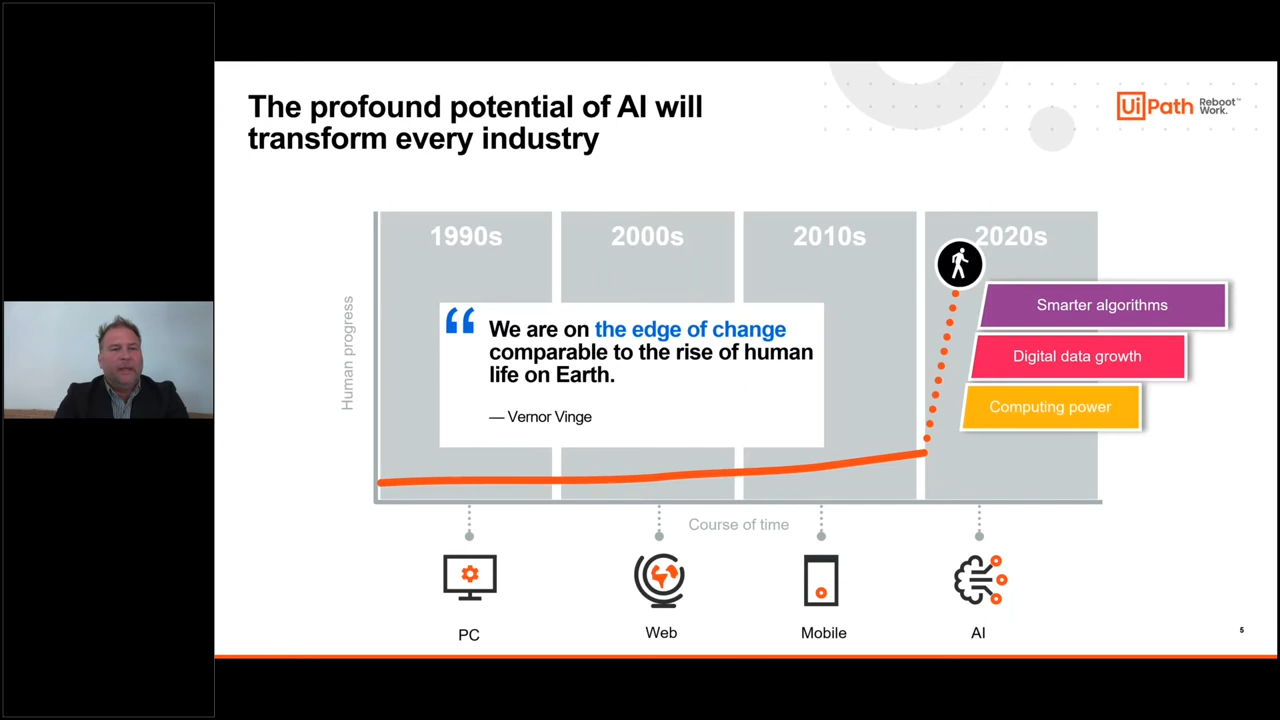 The profound potential of AI will
transform every industry
UiPath Reboot™
Work.
1990s
2000s
2010s
2020s
Human progress
“
We are on the edge of change
comparable to the rise of human
life on Earth.
— Vernor Vinge
Smarter algorithms
Digital data growth
Computing power
Course of time
PC
Web
Mobile
AI
5